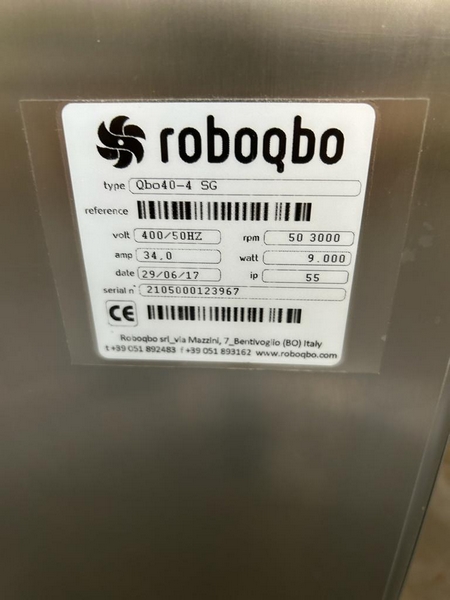 roboqbo
type Qbo40-4 SG
reference
volt 400/50HZ rpm 50 3000
amp 34.0 watt 9.000
date 29/06/17 ip 55
serial n° 2105000123967
CE
Roboqbo srl_via Mazzini, 7_Bentivoglio (BO) Italy
t +39 051 892483 f +39 051 893162 www.roboqbo.com